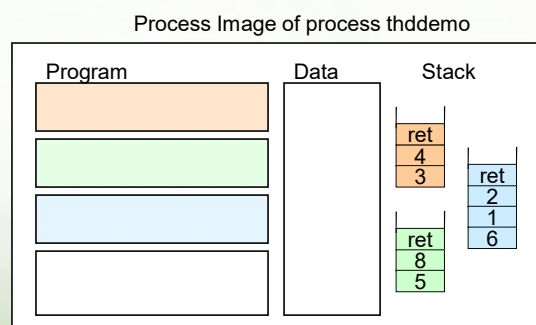 Process Image of process thddemo
Program
Data
Stack
ret
4
3
ret
2
1
6
ret
8
5